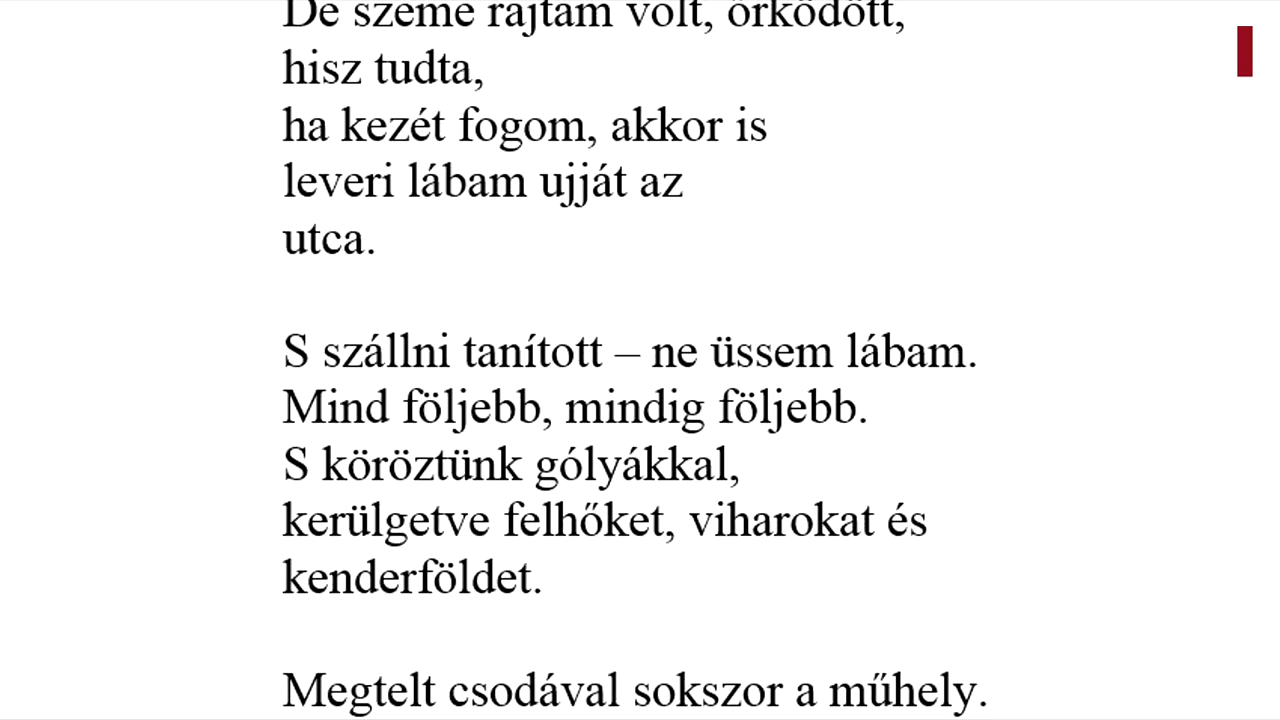 De szeme rajtam volt, őrködött,
hisz tudta,
ha kezét fogom, akkor is
leveri lábam ujját az
utca.
S szállni tanított – ne üssem lábam.
Mind följebb, mindig följebb.
S köröztünk gólyákkal,
kerülgetve felhőket, viharokat és
kenderföldet.
Megtelt csodával sokszor a műhely.